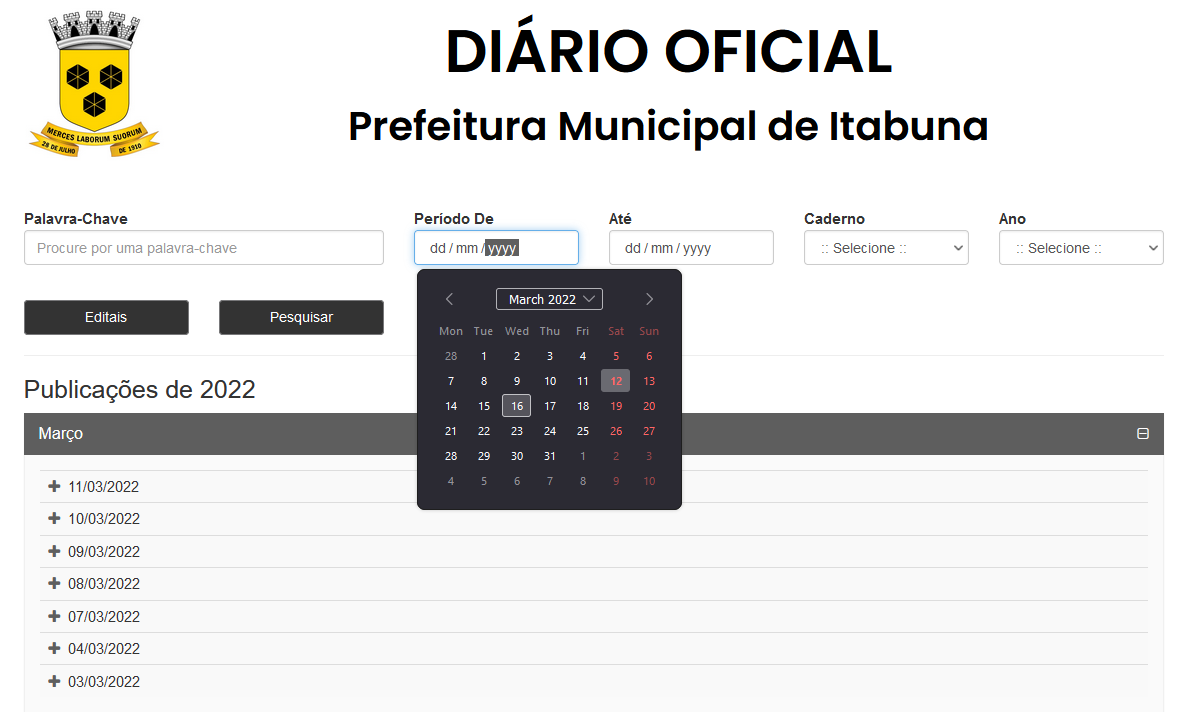 DIÁRIO OFICIAL
Prefeitura Municipal de Itabuna
MERCES LABORUM SUORUM
28 DE JULHO DE 1910
Palavra-Chave Período De Até Caderno Ano
Procure por uma palavra-chave dd / mm / yyyy dd / mm / yyyy :: Selecione :: :: Selecione ::
Editais Pesquisar
March 2022
Mon Tue Wed Thu Fri Sat Sun
28 1 2 3 4 5 6
7 8 9 10 11 12 13
14 15 16 17 18 19 20
21 22 23 24 25 26 27
28 29 30 31 1 2 3
4 5 6 7 8 9 10
Publicações de 2022
Março
11/03/2022
10/03/2022
09/03/2022
08/03/2022
07/03/2022
04/03/2022
03/03/2022